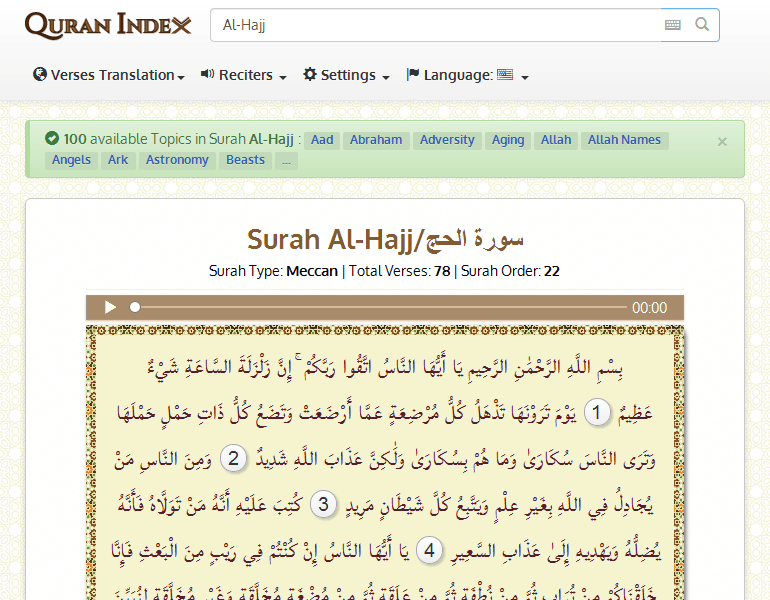 QURAN INDEX
Al-Hajj
Verses Translation Reciters Settings Language:
100 available Topics in Surah Al-Hajj : Aad Abraham Adversity Aging Allah Allah Names
Angels Ark Astronomy Beasts ...
×
Surah Al-Hajj/سورة الحج
Surah Type: Meccan | Total Verses: 78 | Surah Order: 22
00:00
بِسْمِ اللَّهِ الرَّحْمَٰنِ الرَّحِيمِ يَا أَيُّهَا النَّاسُ اتَّقُوا رَبَّكُمْ ۚ إِنَّ زَلْزَلَةَ السَّاعَةِ شَيْءٌ
عَظِيمٌ 1 يَوْمَ تَرَوْنَهَا تَذْهَلُ كُلُّ مُرْضِعَةٍ عَمَّا أَرْضَعَتْ وَتَضَعُ كُلُّ ذَاتِ حَمْلٍ حَمْلَهَا
وَتَرَى النَّاسَ سُكَارَىٰ وَمَا هُمْ بِسُكَارَىٰ وَلَٰكِنَّ عَذَابَ اللَّهِ شَدِيدٌ 2 وَمِنَ النَّاسِ مَنْ
يُجَادِلُ فِي اللَّهِ بِغَيْرِ عِلْمٍ وَيَتَّبِعُ كُلَّ شَيْطَانٍ مَرِيدٍ 3 كُتِبَ عَلَيْهِ أَنَّهُ مَنْ تَوَلَّاهُ فَأَنَّهُ
يُضِلُّهُ وَيَهْدِيهِ إِلَىٰ عَذَابِ السَّعِيرِ 4 يَا أَيُّهَا النَّاسُ إِنْ كُنْتُمْ فِي رَيْبٍ مِنَ الْبَعْثِ فَإِنَّا
خَلَقْنَاكُمْ مِنْ تُرَابٍ ثُمَّ مِنْ نُطْفَةٍ ثُمَّ مِنْ عَلَقَةٍ ثُمَّ مِنْ مُضْغَةٍ مُخَلَّقَةٍ وَغَيْرِ مُخَلَّقَةٍ لِنُبَيِّنَ